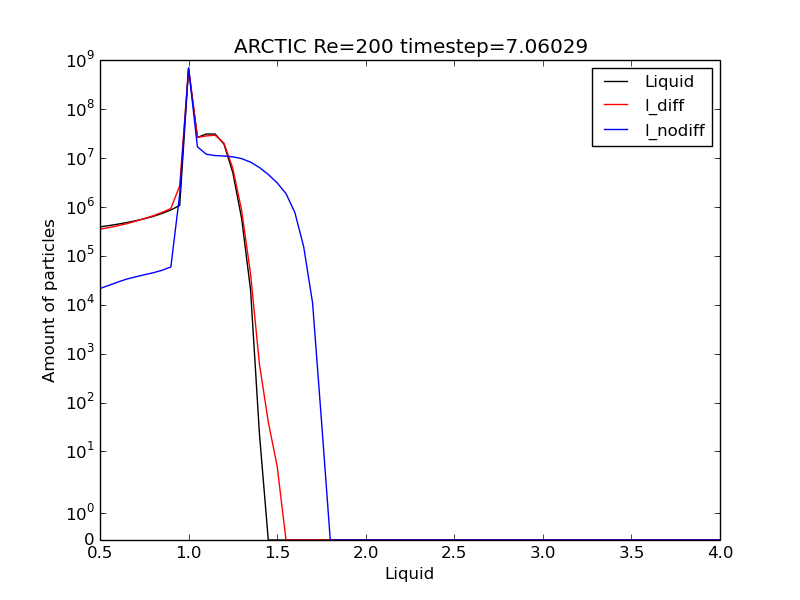 ARCTIC Re=200 timestep=7.06029
Amount of particles
10^9
10^8
10^7
10^6
10^5
10^4
10^3
10^2
10^1
10^0
0
Liquid
l_diff
l_nodiff
0.5 1.0 1.5 2.0 2.5 3.0 3.5 4.0
Liquid